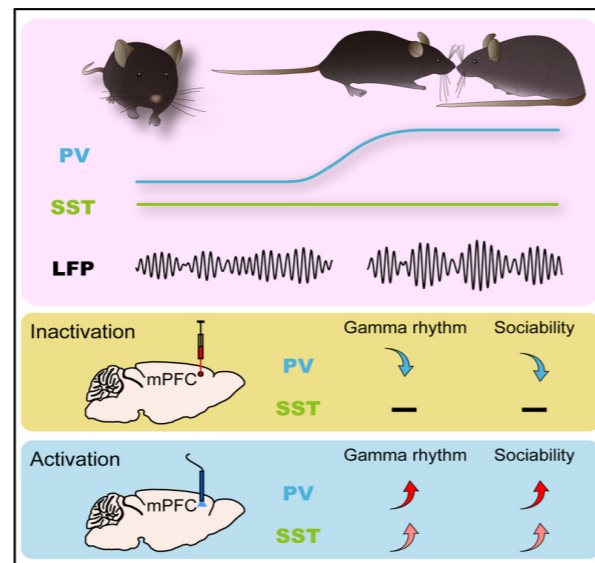 PV
SST
LFP
Inactivation
Gamma rhythm Sociability
mPFC
PV
SST
Activation
Gamma rhythm Sociability
mPFC
PV
SST